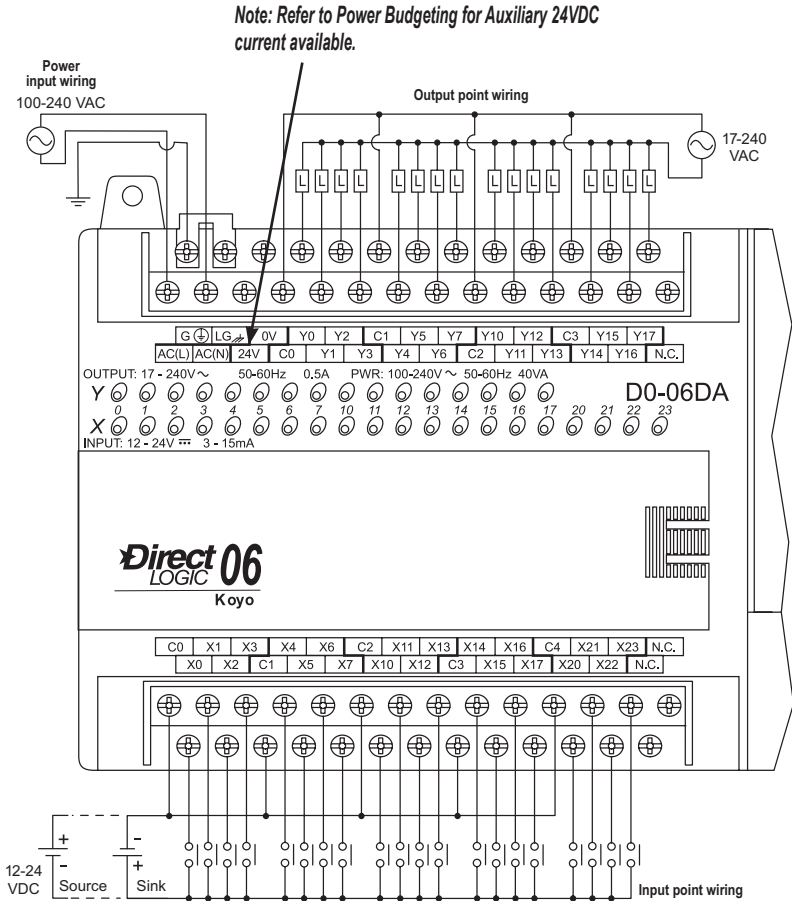 Note: Refer to Power Budgeting for Auxiliary 24VDC
current available.
Power
input wiring
100-240 VAC
Output point wiring
17-240
VAC
L L L L L L L L L L L L L L L L
G LG 0V Y0 Y2 C1 Y5 Y7 Y10 Y12 C3 Y15 Y17
AC(L) AC(N) 24V C0 Y1 Y3 Y4 Y6 C2 Y11 Y13 Y14 Y16 N.C.
OUTPUT: 17 - 240V ~ 50-60Hz 0.5A PWR: 100-240V ~ 50-60Hz 40VA
Y
D0-06DA
0 1 2 3 4 5 6 7 10 11 12 13 14 15 16 17 20 21 22 23
X
INPUT: 12 - 24V ⎓ 3 - 15mA
Direct 06
LOGIC
Koyo
C0 X1 X3 X4 X6 C2 X11 X13 X14 X16 C4 X21 X23 N.C.
X0 X2 C1 X5 X7 X10 X12 C3 X15 X17 X20 X22 N.C.
+ -
- +
12-24
VDC
Source
Sink
Input point wiring